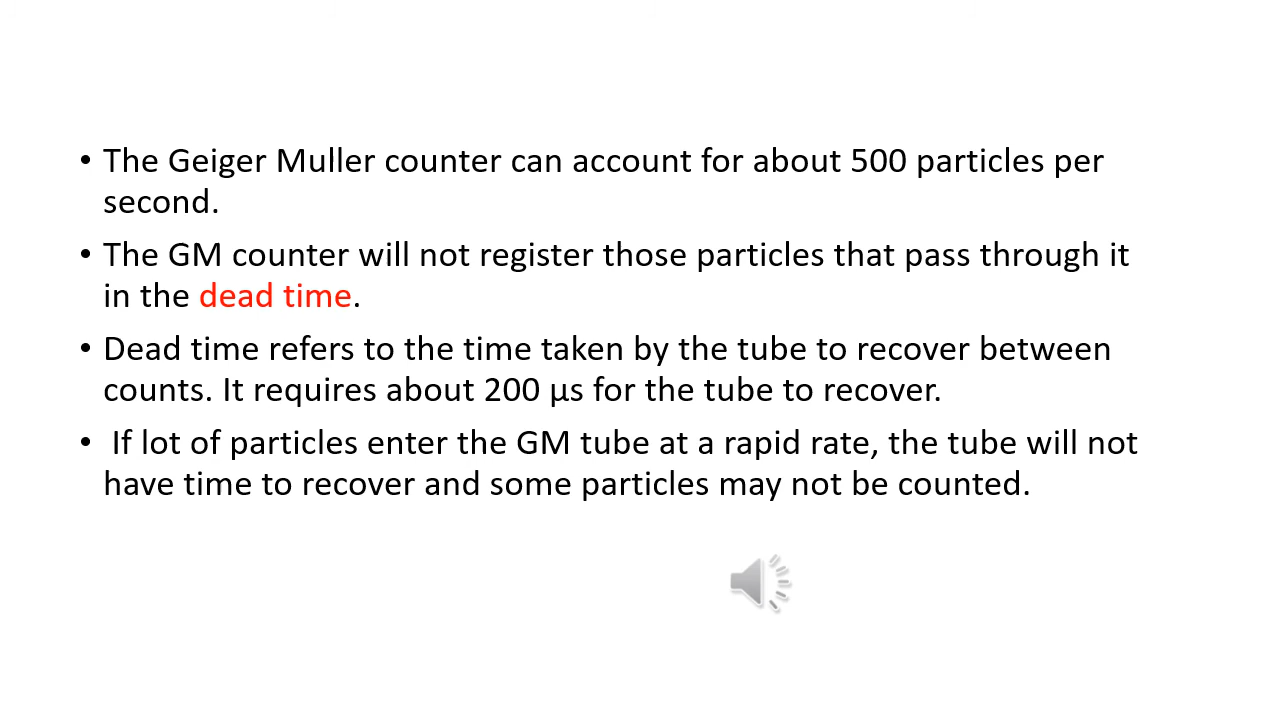 • The Geiger Muller counter can account for about 500 particles per
second.
• The GM counter will not register those particles that pass through it
in the dead time.
• Dead time refers to the time taken by the tube to recover between
counts. It requires about 200 µs for the tube to recover.
• If lot of particles enter the GM tube at a rapid rate, the tube will not
have time to recover and some particles may not be counted.